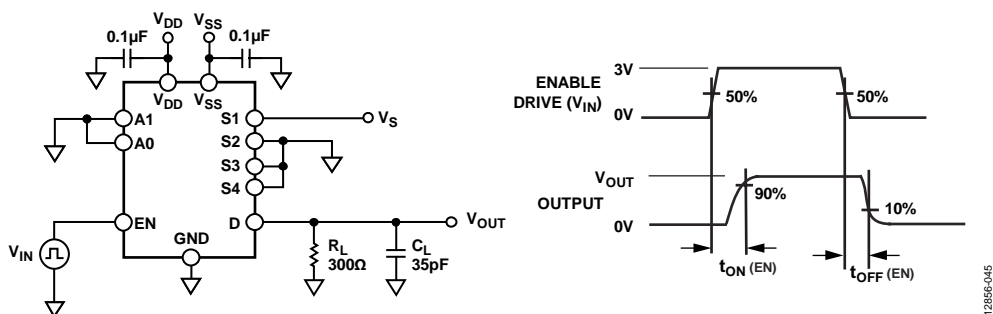 VDD
VSS
0.1µF
0.1µF
VDD
VSS
A1
A0
S1
VS
S2
S3
S4
EN
D
VOUT
GND
VIN
RL
300Ω
CL
35pF
3V
ENABLE
DRIVE (VIN)
50%
50%
0V
VOUT
OUTPUT
90%
10%
0V
tON (EN)
tOFF (EN)
12856-045